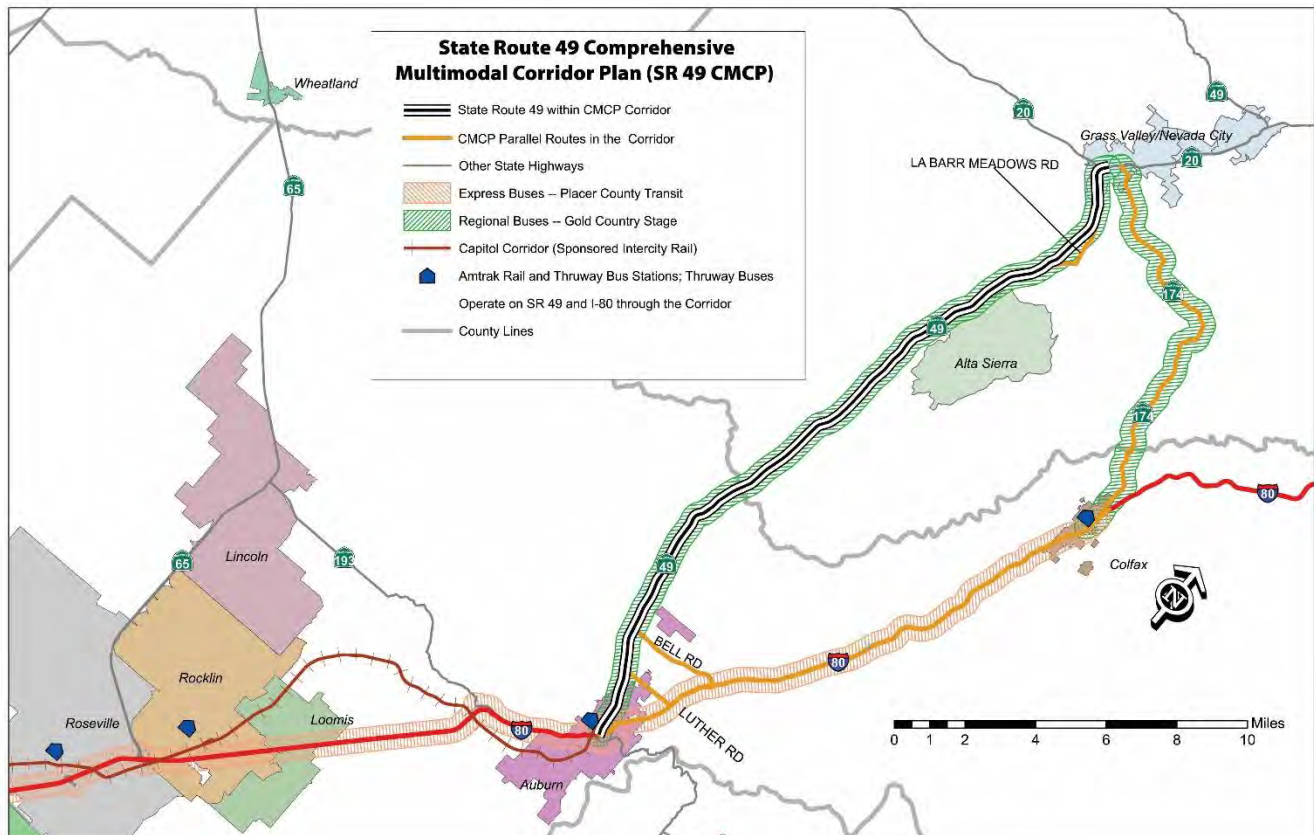 State Route 49 Comprehensive
Multimodal Corridor Plan (SR 49 CMCP)
State Route 49 within CMCP Corridor
CMCP Parallel Routes in the Corridor
Other State Highways
Express Buses -- Placer County Transit
Regional Buses -- Gold Country Stage
Capitol Corridor (Sponsored Intercity Rail)
Amtrak Rail and Thruway Bus Stations; Thruway Buses
Operate on SR 49 and I-80 through the Corridor
County Lines
Wheatland
65
20
49
Grass Valley/Nevada City
20
LA BARR MEADOWS RD
174
49
Alta Sierra
174
80
Colfax
N
Lincoln
65
193
49
BELL RD
80
LUTHER RD
Rocklin
Roseville
Loomis
80
Auburn
0 1 2 4 6 8 10 Miles